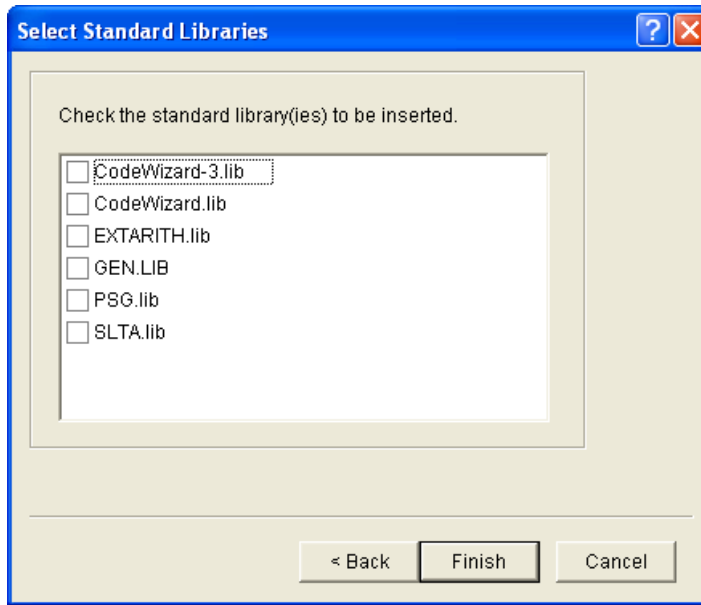 Select Standard Libraries
?
Check the standard library(ies) to be inserted.
CodeWizard-3.lib
CodeWizard.lib
EXTARITH.lib
GEN.LIB
PSG.lib
SLTA.lib
< Back Finish Cancel